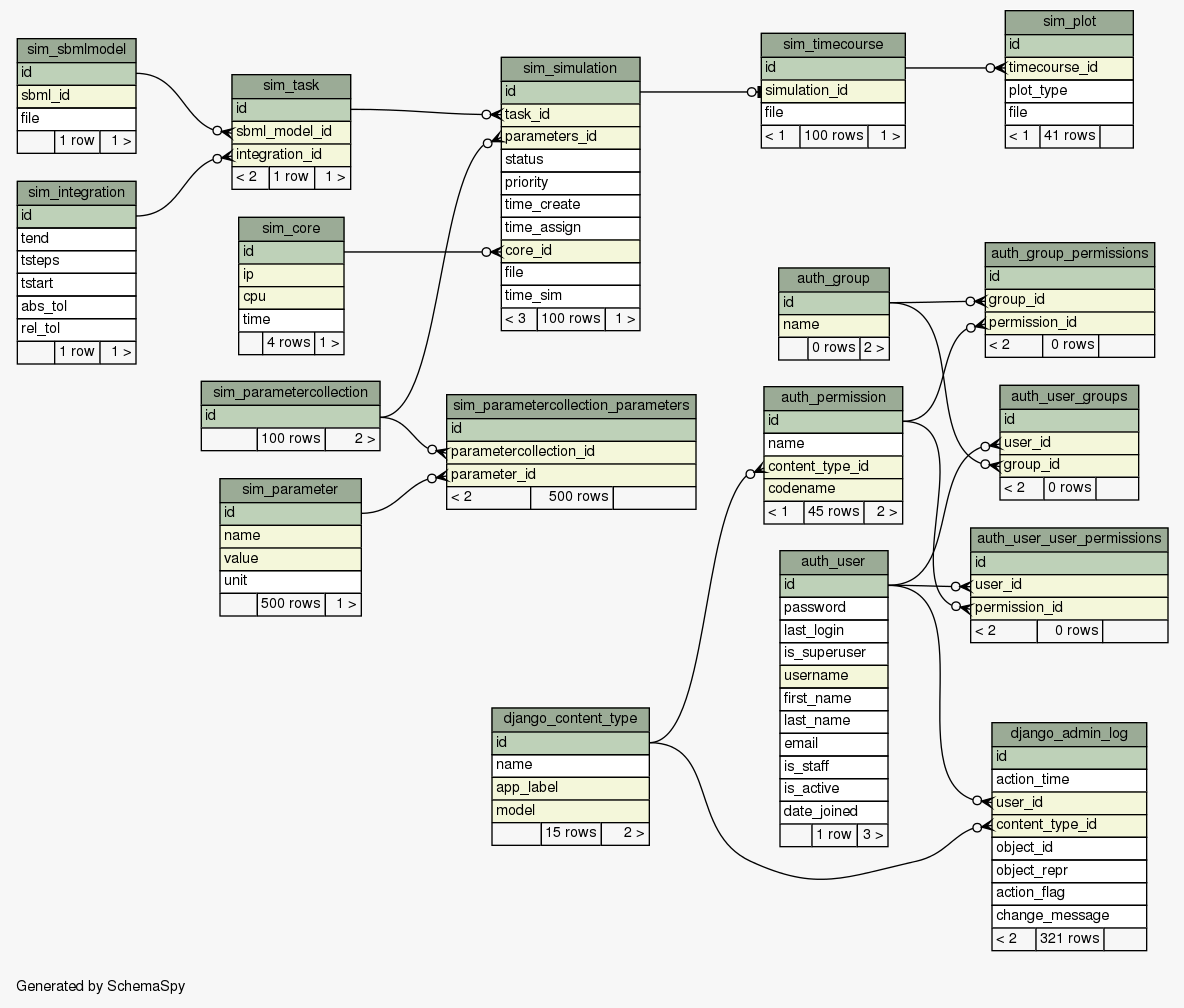 sim_sbmlmodel
id
sbml_id
file
1 row 1 >
sim_integration
id
tend
tsteps
tstart
abs_tol
rel_tol
1 row 1 >
sim_task
id
sbml_model_id
integration_id
< 2 1 row 1 >
sim_core
id
ip
cpu
time
4 rows 1 >
sim_parametercollection
id
100 rows 2 >
sim_parameter
id
name
value
unit
500 rows 1 >
sim_simulation
id
task_id
parameters_id
status
priority
time_create
time_assign
core_id
file
time_sim
< 3 100 rows 1 >
sim_parametercollection_parameters
id
parametercollection_id
parameter_id
< 2 500 rows
sim_timecourse
id
simulation_id
file
< 1 100 rows 1 >
sim_plot
id
timecourse_id
plot_type
file
< 1 41 rows
auth_group
id
name
0 rows 2 >
auth_group_permissions
id
group_id
permission_id
< 2 0 rows
auth_permission
id
name
content_type_id
codename
< 1 45 rows 2 >
auth_user_groups
id
user_id
group_id
< 2 0 rows
auth_user
id
password
last_login
is_superuser
username
first_name
last_name
email
is_staff
is_active
date_joined
1 row 3 >
auth_user_user_permissions
id
user_id
permission_id
< 2 0 rows
django_content_type
id
name
app_label
model
15 rows 2 >
django_admin_log
id
action_time
user_id
content_type_id
object_id
object_repr
action_flag
change_message
< 2 321 rows
Generated by SchemaSpy